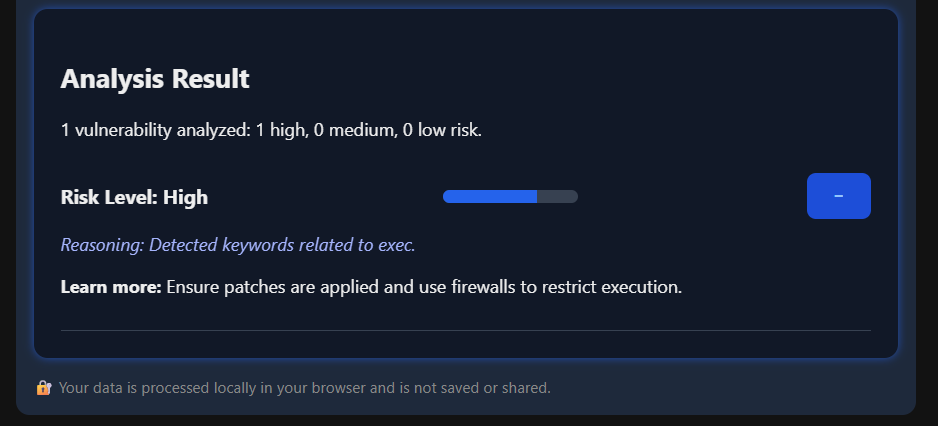 Analysis Result
1 vulnerability analyzed: 1 high, 0 medium, 0 low risk.
Risk Level: High
–
Reasoning: Detected keywords related to exec.
Learn more: Ensure patches are applied and use firewalls to restrict execution.
🔐 Your data is processed locally in your browser and is not saved or shared.